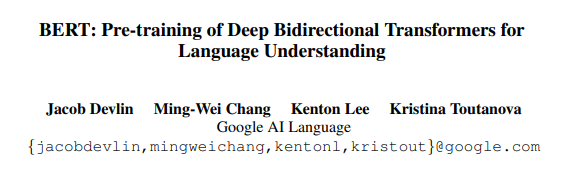 BERT: Pre-training of Deep Bidirectional Transformers for
Language Understanding
Jacob Devlin Ming-Wei Chang Kenton Lee Kristina Toutanova
Google AI Language
{jacobdevlin,mingweichang,kentonl,kristout}@google.com